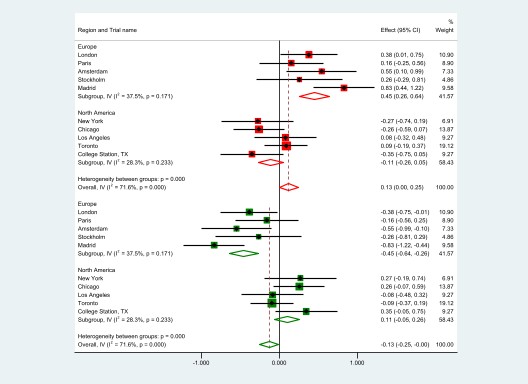 %
Region and Trial name Effect (95% CI) Weight
Europe
London 0.38 (0.01, 0.75) 10.90
Paris 0.16 (-0.25, 0.56) 8.90
Amsterdam 0.55 (0.10, 0.99) 7.33
Stockholm 0.26 (-0.29, 0.81) 4.86
Madrid 0.83 (0.44, 1.22) 9.58
Subgroup, IV (I² = 37.5%, p = 0.171) 0.45 (0.26, 0.64) 41.57
North America
New York -0.27 (-0.74, 0.19) 6.91
Chicago -0.26 (-0.59, 0.07) 13.87
Los Angeles 0.08 (-0.32, 0.48) 9.27
Toronto 0.09 (-0.19, 0.37) 19.12
College Station, TX -0.35 (-0.75, 0.05) 9.27
Subgroup, IV (I² = 28.3%, p = 0.233) -0.11 (-0.26, 0.05) 58.43
Heterogeneity between groups: p = 0.000
Overall, IV (I² = 71.6%, p = 0.000) 0.13 (0.00, 0.25) 100.00
Europe
London -0.38 (-0.75, -0.01) 10.90
Paris -0.16 (-0.56, 0.25) 8.90
Amsterdam -0.55 (-0.99, -0.10) 7.33
Stockholm -0.26 (-0.81, 0.29) 4.86
Madrid -0.83 (-1.22, -0.44) 9.58
Subgroup, IV (I² = 37.5%, p = 0.171) -0.45 (-0.64, -0.26) 41.57
North America
New York 0.27 (-0.19, 0.74) 6.91
Chicago 0.26 (-0.07, 0.59) 13.87
Los Angeles -0.08 (-0.48, 0.32) 9.27
Toronto -0.09 (-0.37, 0.19) 19.12
College Station, TX 0.35 (-0.05, 0.75) 9.27
Subgroup, IV (I² = 28.3%, p = 0.233) 0.11 (-0.05, 0.26) 58.43
Heterogeneity between groups: p = 0.000
Overall, IV (I² = 71.6%, p = 0.000) -0.13 (-0.25, -0.00) 100.00
-1.000 0.000 1.000